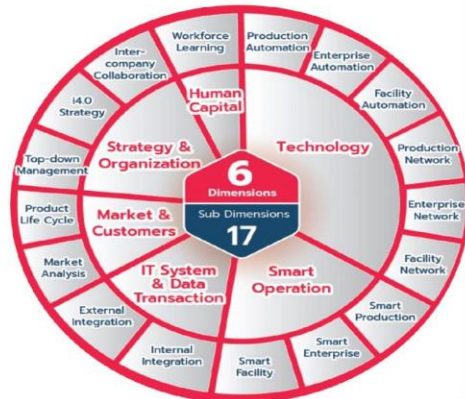 Workforce
Learning
Production
Automation
Enterprise
Automation
Facility
Automation
Production
Network
Enterprise
Network
Facility
Network
Smart
Production
Smart
Enterprise
Smart
Facility
Internal
Integration
External
Integration
Market
Analysis
Product
Life Cycle
Top-down
Management
i4.0
Strategy
Inter-
company
Collaboration
Human
Capital
Technology
Smart
Operation
IT System
& Data
Transaction
Market &
Customers
Strategy &
Organization
6
Dimensions
Sub Dimensions
17